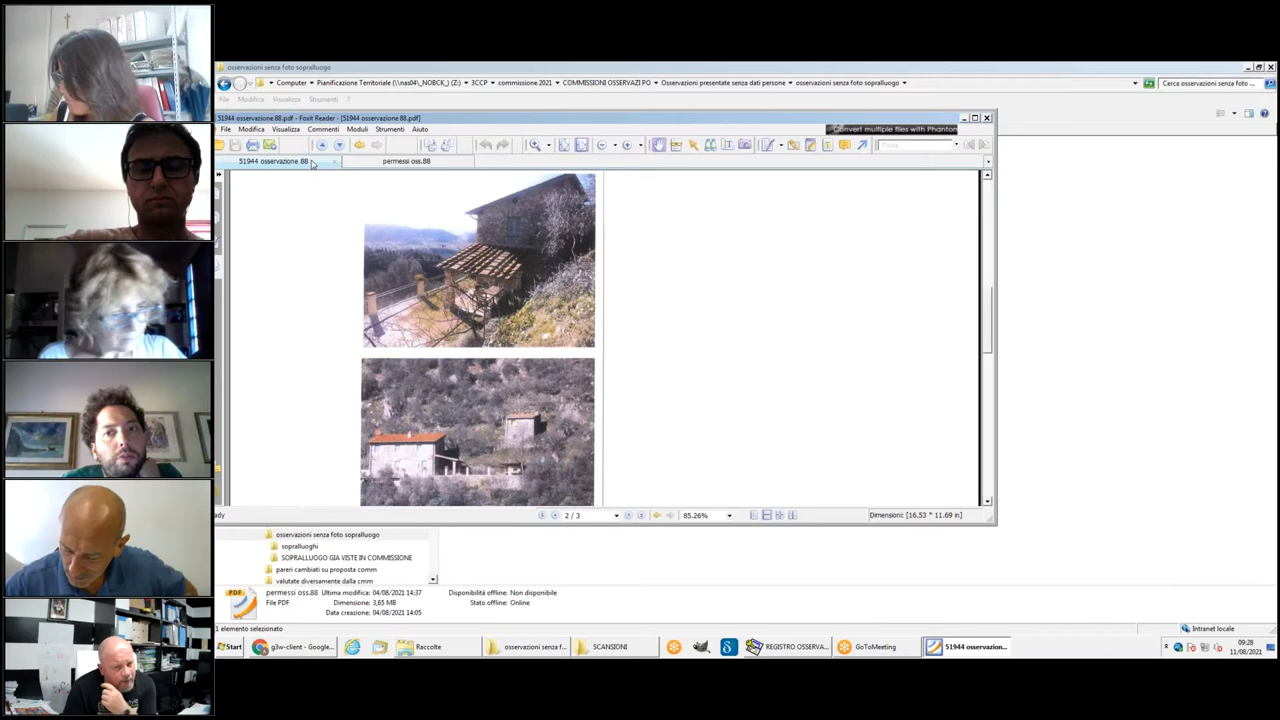 osservazioni senza foto sopralluogo
Computer Pianificazione Territoriale (\\nas04\_NOBCK_) (Z:) 3CCP commissione 2021 COMMISSIONI OSSERVAZI PO Osservazioni presentate senza dati persone osservazioni senza foto sopralluogo
Cerca osservazioni senza foto ...
File Modifica Visualizza Strumenti ?
51944 osservazione 88.pdf - Foxit Reader - [51944 osservazione 88.pdf]
File Modifica Visualizza Commenti Moduli Strumenti Aiuto
Convert multiple files with Phantom
51944 osservazione 88 permessi oss.88
2 / 3 85.26% Dimensioni: [16.53 * 11.69 in]
osservazioni senza foto sopralluogo
sopralluoghi
SOPRALLUOGO GIA VISTE IN COMMISSIONE
pareri cambiati su proposta comm
valutate diversamente dalla cmm
PDF
permessi oss.88 Ultima modifica: 04/08/2021 14:37 Disponibilità offline: Non disponibile
File PDF Dimensione: 3,65 MB Stato offline: Online
Data creazione: 04/08/2021 14:05
1 elemento selezionato
Intranet locale
Start g3w-client - Google... Raccolte osservazioni senza f... SCANSIONI REGISTRO OSSERVA... GoToMeeting 51944 osservazion...
09:28
11/08/2021